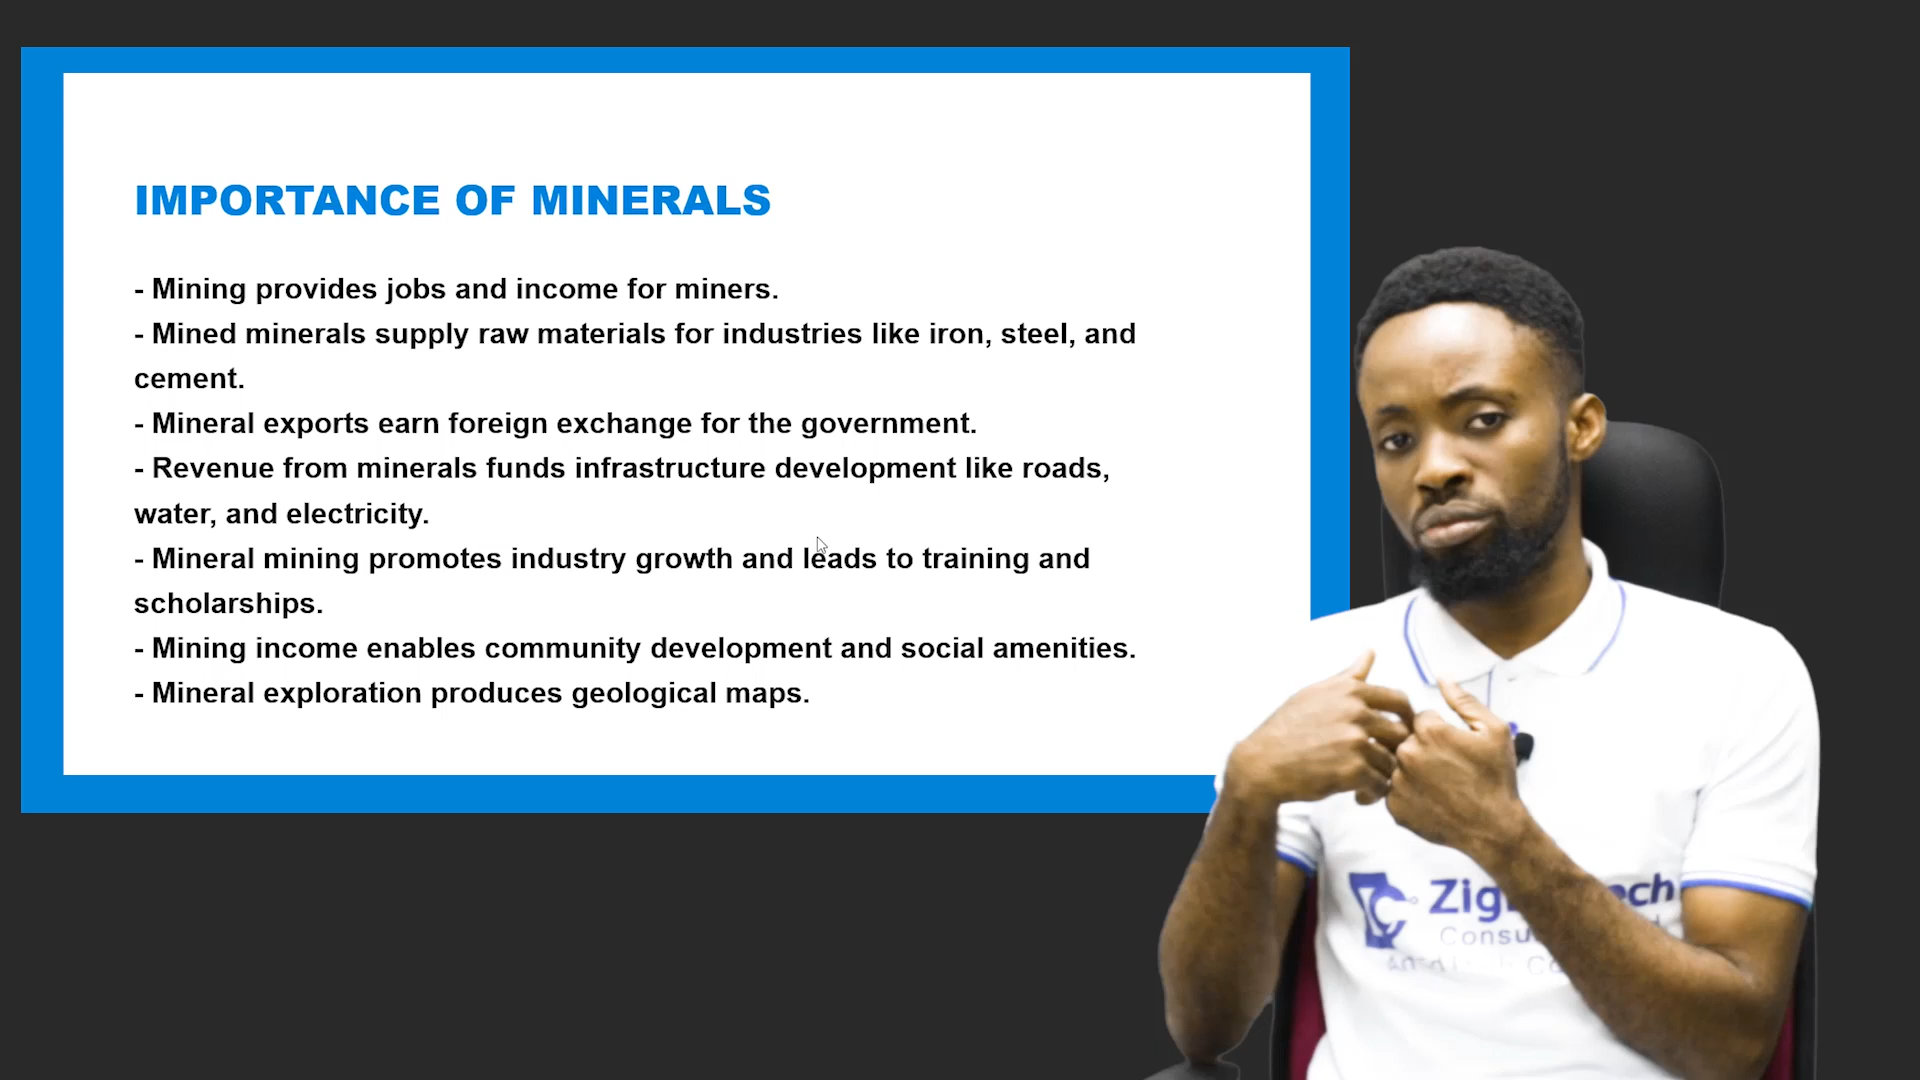 IMPORTANCE OF MINERALS
- Mining provides jobs and income for miners.
- Mined minerals supply raw materials for industries like iron, steel, and
cement.
- Mineral exports earn foreign exchange for the government.
- Revenue from minerals funds infrastructure development like roads,
water, and electricity.
- Mineral mining promotes industry growth and leads to training and
scholarships.
- Mining income enables community development and social amenities.
- Mineral exploration produces geological maps.